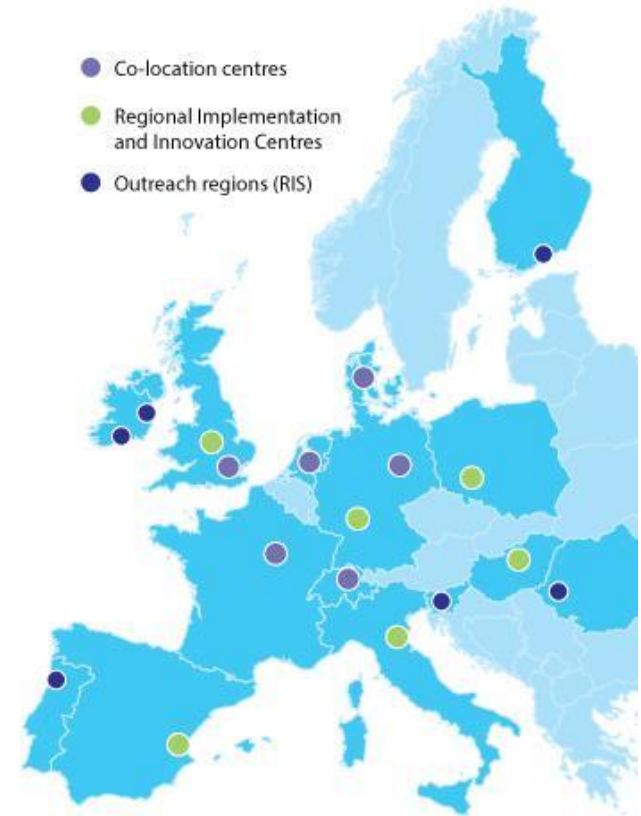 Co-location centres
Regional Implementation
and Innovation Centres
Outreach regions (RIS)